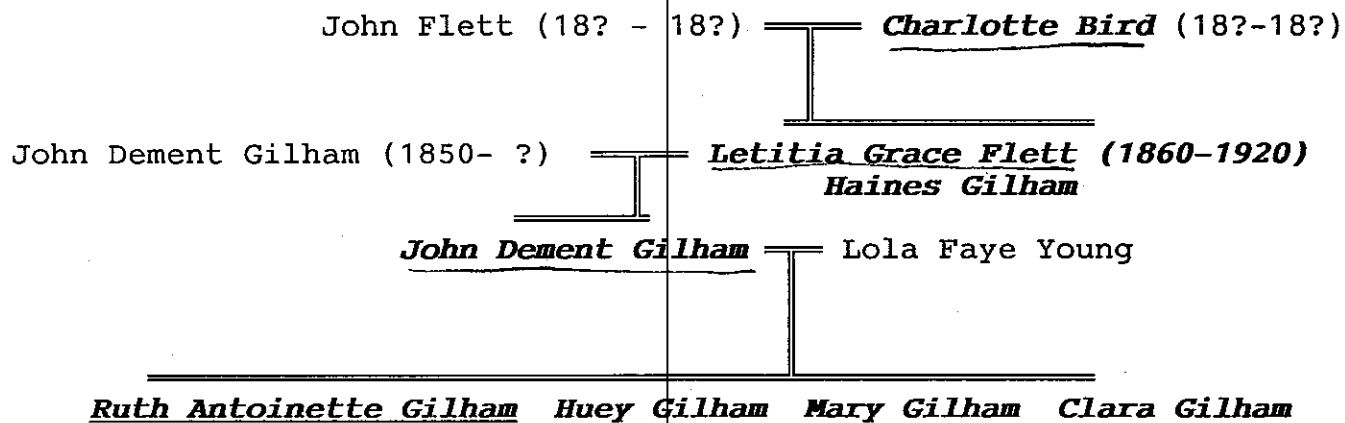 John Flett (18? - 18?) Charlotte Bird (18?-18?)
John Dement Gilham (1850- ?) Letitia Grace Flett (1860-1920)
Haines Gilham
John Dement Gilham Lola Faye Young
Ruth Antoinette Gilham Huey Gilham Mary Gilham Clara Gilham